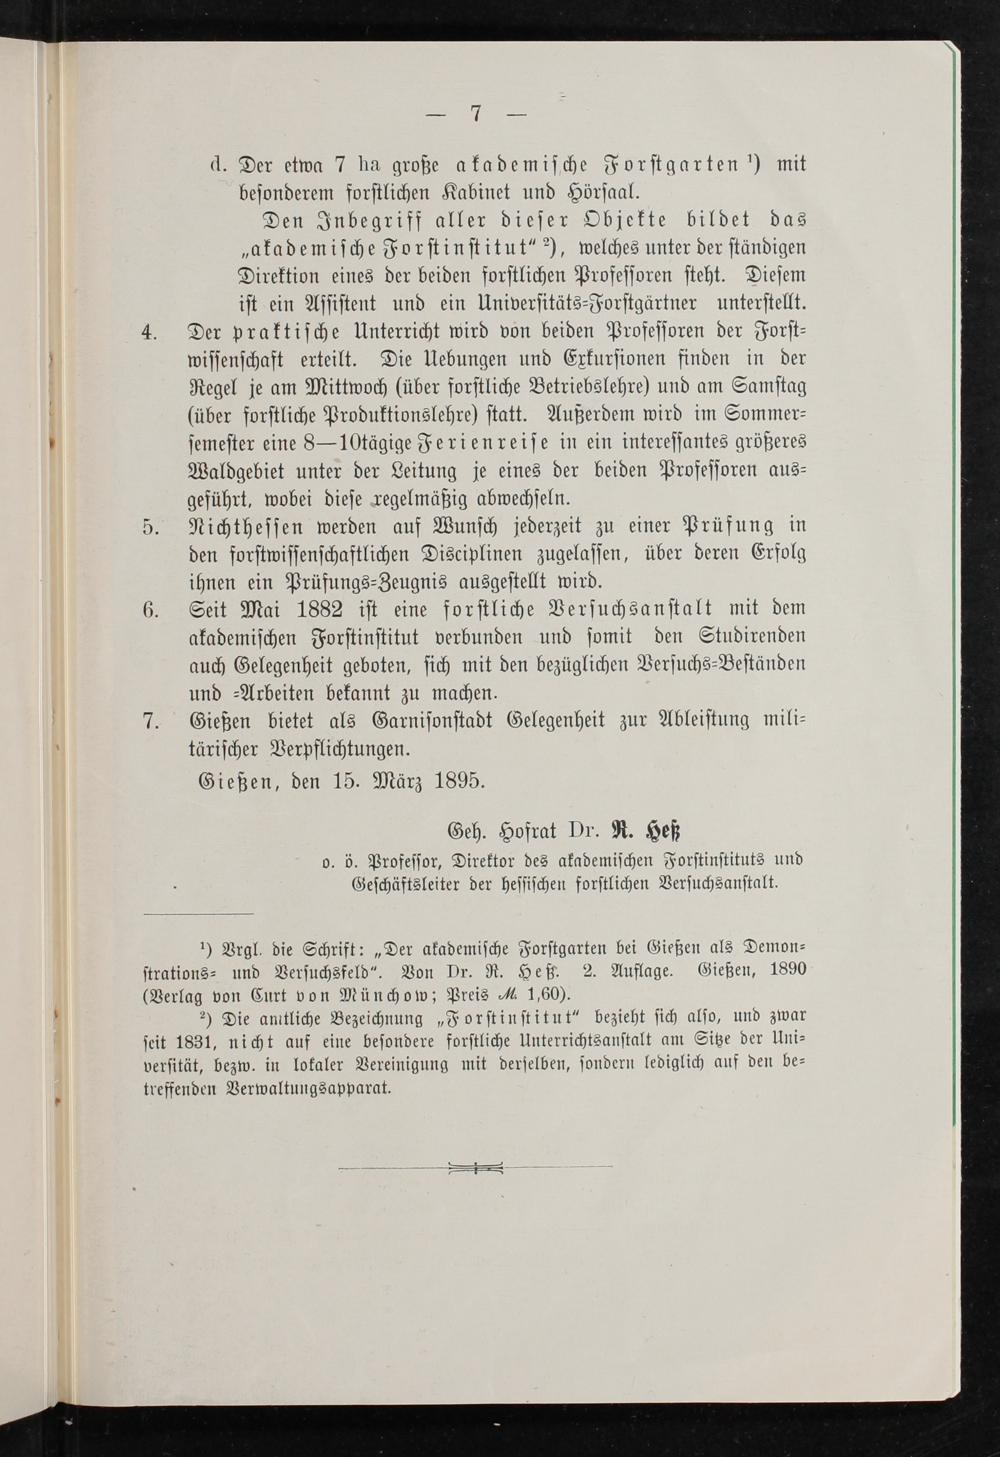 — 7 —
d. Der etwa 7 ha große akademische Forstgarten ¹) mit
besonderem forstlichen Kabinet und Hörsaal.
Den Inbegriff aller dieser Objekte bildet das
„akademische Forstinstitut“ ²), welches unter der ständigen
Direktion eines der beiden forstlichen Professoren steht. Diesem
ist ein Assistent und ein Universitäts-Forstgärtner unterstellt.
4. Der praktische Unterricht wird von beiden Professoren der Forst-
wissenschaft erteilt. Die Uebungen und Exkursionen finden in der
Regel je am Mittwoch (über forstliche Betriebslehre) und am Samstag
(über forstliche Produktionslehre) statt. Außerdem wird im Sommer-
semester eine 8—10tägige Ferienreise in ein interessantes größeres
Waldgebiet unter der Leitung je eines der beiden Professoren aus-
geführt, wobei diese regelmäßig abwechseln.
5. Nichthessen werden auf Wunsch jederzeit zu einer Prüfung in
den forstwissenschaftlichen Disciplinen zugelassen, über deren Erfolg
ihnen ein Prüfungs-Zeugnis ausgestellt wird.
6. Seit Mai 1882 ist eine forstliche Versuchsanstalt mit dem
akademischen Forstinstitut verbunden und somit den Studirenden
auch Gelegenheit geboten, sich mit den bezüglichen Versuchs-Beständen
und -Arbeiten bekannt zu machen.
7. Gießen bietet als Garnisonstadt Gelegenheit zur Ableistung mili-
tärischer Verpflichtungen.
Gießen, den 15. März 1895.
Geh. Hofrat Dr. R. Heß
o. ö. Professor, Direktor des akademischen Forstinstituts und
Geschäftsleiter der hessischen forstlichen Versuchsanstalt.
¹) Vrgl. die Schrift: „Der akademische Forstgarten bei Gießen als Demon-
strations- und Versuchsfeld“. Von Dr. R. Heß. 2. Auflage. Gießen, 1890
(Verlag von Curt von Münchow; Preis ℳ 1,60).
²) Die amtliche Bezeichnung „Forstinstitut“ bezieht sich also, und zwar
seit 1831, nicht auf eine besondere forstliche Unterrichtsanstalt am Sitze der Uni-
versität, bezw. in lokaler Vereinigung mit derselben, sondern lediglich auf den be-
treffenden Verwaltungsapparat.